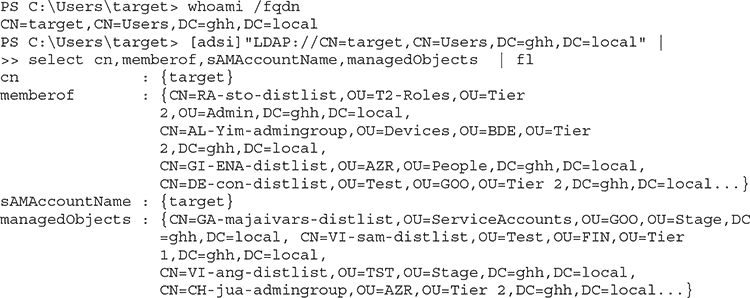 PS C:\Users\target> whoami /fqdn
CN=target,CN=Users,DC=ghh,DC=local
PS C:\Users\target> [adsi]"LDAP://CN=target,CN=Users,DC=ghh,DC=local" |
>> select cn,memberof,sAMAccountName,managedObjects  | fl
cn             : {target}
memberof       : {CN=RA-sto-distlist,OU=T2-Roles,OU=Tier
                 2,OU=Admin,DC=ghh,DC=local,
                 CN=AL-Yim-admingroup,OU=Devices,OU=BDE,OU=Tier
                 2,DC=ghh,DC=local,
                 CN=GI-ENA-distlist,OU=AZR,OU=People,DC=ghh,DC=local,
                 CN=DE-con-distlist,OU=Test,OU=GOO,OU=Tier 2,DC=ghh,DC=local...}
sAMAccountName : {target}
managedObjects : {CN=GA-majaivars-distlist,OU=ServiceAccounts,OU=GOO,OU=Stage,DC
                 =ghh,DC=local, CN=VI-sam-distlist,OU=Test,OU=FIN,OU=Tier
                 1,DC=ghh,DC=local,
                 CN=VI-ang-distlist,OU=TST,OU=Stage,DC=ghh,DC=local,
                 CN=CH-jua-admingroup,OU=AZR,OU=Tier 2,DC=ghh,DC=local...}